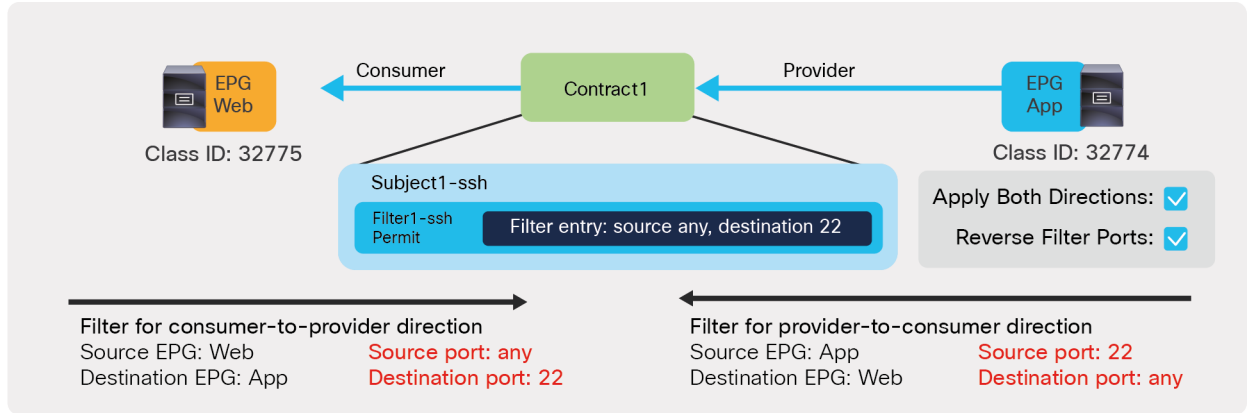 Consumer
Provider
EPG
Web
Contract1
EPG
App
Class ID: 32775
Class ID: 32774
Subject1-ssh
Filter1-ssh
Permit
Filter entry: source any, destination 22
Apply Both Directions:
Reverse Filter Ports:
Filter for consumer-to-provider direction
Source EPG: Web Source port: any
Destination EPG: App Destination port: 22
Filter for provider-to-consumer direction
Source EPG: App Source port: 22
Destination EPG: Web Destination port: any